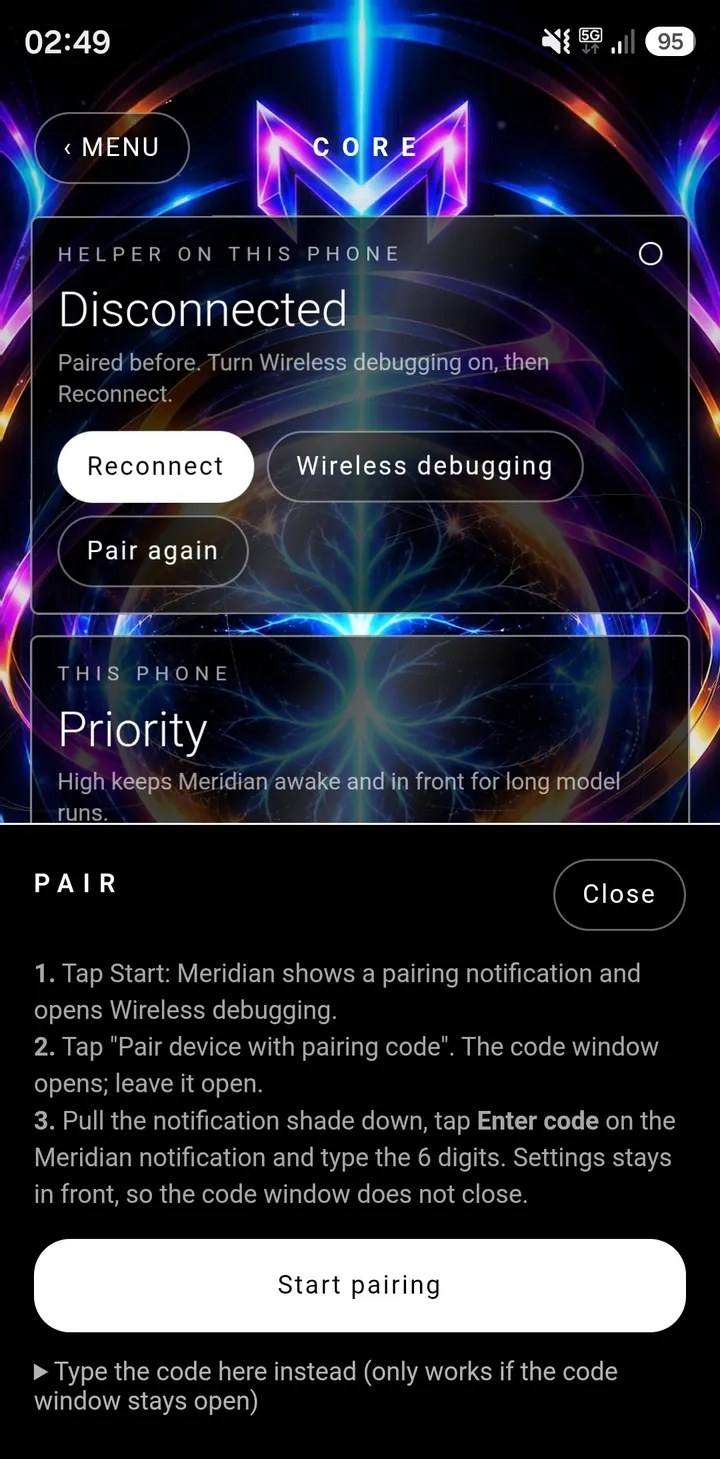 02:49
5G
95
‹ MENU
CORE
HELPER ON THIS PHONE
Disconnected
Paired before. Turn Wireless debugging on, then
Reconnect.
Reconnect
Wireless debugging
Pair again
THIS PHONE
Priority
High keeps Meridian awake and in front for long model
runs.
PAIR
Close
1. Tap Start: Meridian shows a pairing notification and
opens Wireless debugging.
2. Tap "Pair device with pairing code". The code window
opens; leave it open.
3. Pull the notification shade down, tap Enter code on the
Meridian notification and type the 6 digits. Settings stays
in front, so the code window does not close.
Start pairing
▶ Type the code here instead (only works if the code
window stays open)